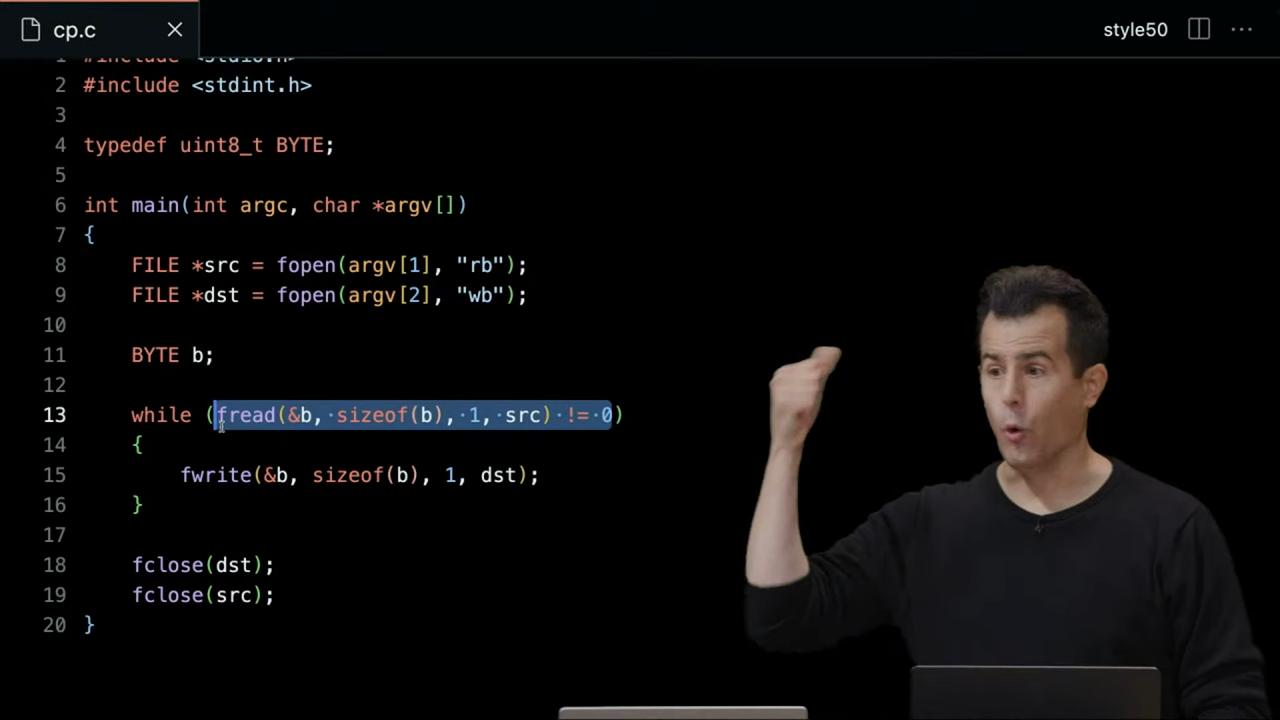 cp.c
style50
1 #include <stdio.h>
2 #include <stdint.h>
3
4 typedef uint8_t BYTE;
5
6 int main(int argc, char *argv[])
7 {
8 FILE *src = fopen(argv[1], "rb");
9 FILE *dst = fopen(argv[2], "wb");
10
11 BYTE b;
12
13 while (fread(&b, sizeof(b), 1, src) != 0)
14 {
15 fwrite(&b, sizeof(b), 1, dst);
16 }
17
18 fclose(dst);
19 fclose(src);
20 }